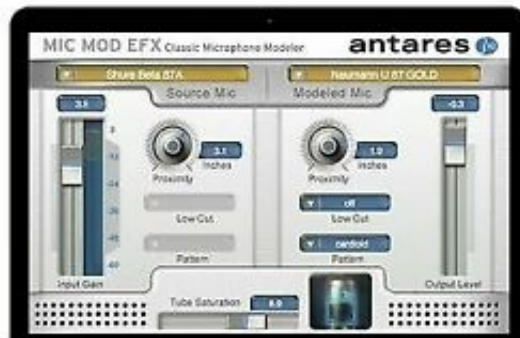 MIC MOD EFX Classic Microphone Modeler antares
Shure Beta 87A Neumann U 87 GOLD
Source Mic Modeled Mic
0
3.1 inches 1.0 inches
Proximity Proximity
off
Low Cut Low Cut
cardioid
Pattern Pattern
Input Gain Output Level
Tube Saturation